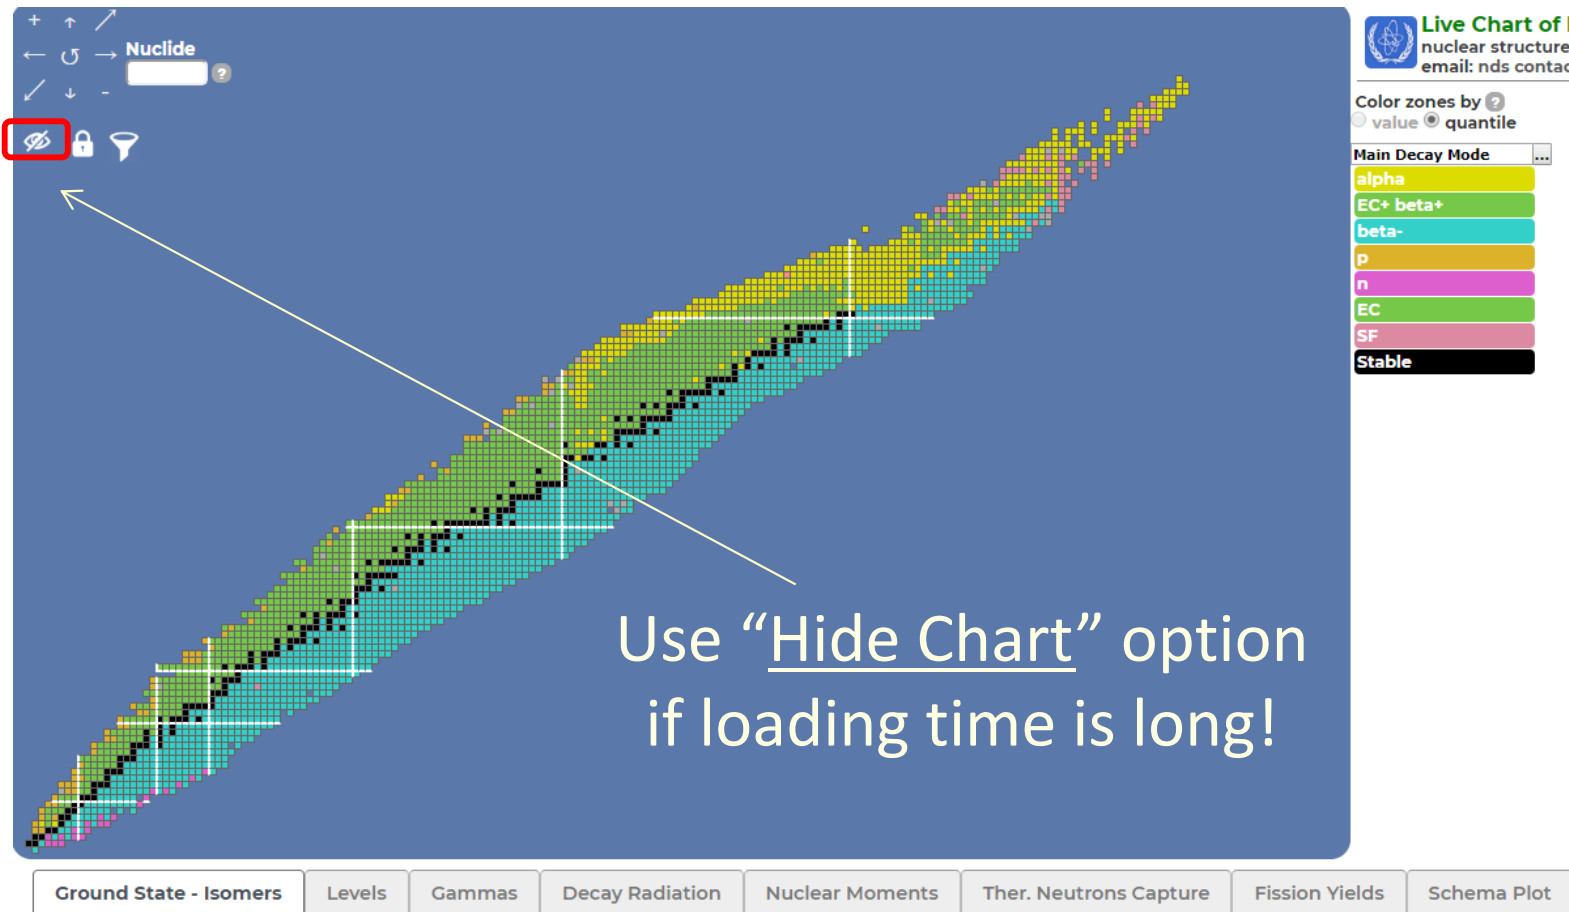 Nuclide
Live Chart of
nuclear structure
email: nds contac
Color zones by ?
value quantile
Main Decay Mode ...
alpha
EC+ beta+
beta-
p
n
EC
SF
Stable
Use “Hide Chart” option
if loading time is long!
Ground State - Isomers Levels Gammas Decay Radiation Nuclear Moments Ther. Neutrons Capture Fission Yields Schema Plot